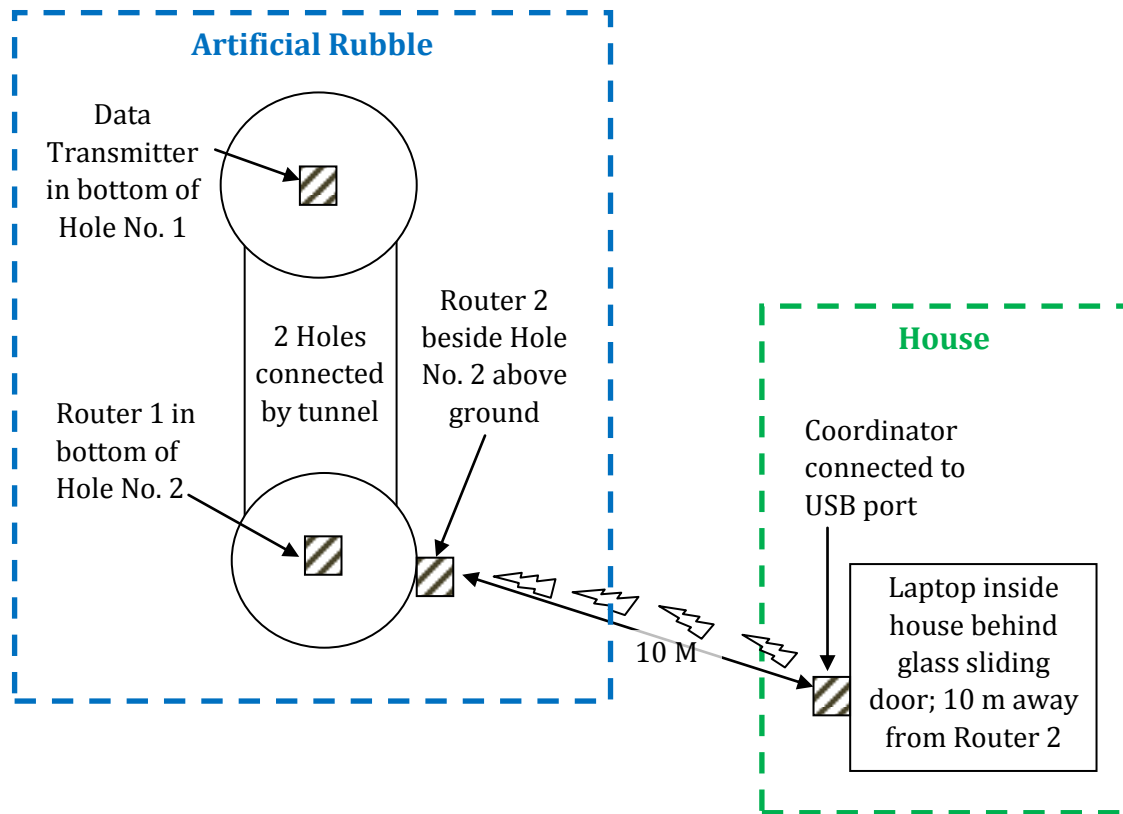 Artificial Rubble
Data
Transmitter
in bottom of
Hole No. 1
2 Holes
connected
by tunnel
Router 2
beside Hole
No. 2 above
ground
Router 1 in
bottom of
Hole No. 2
10 M
House
Coordinator
connected to
USB port
Laptop inside
house behind
glass sliding
door; 10 m away
from Router 2